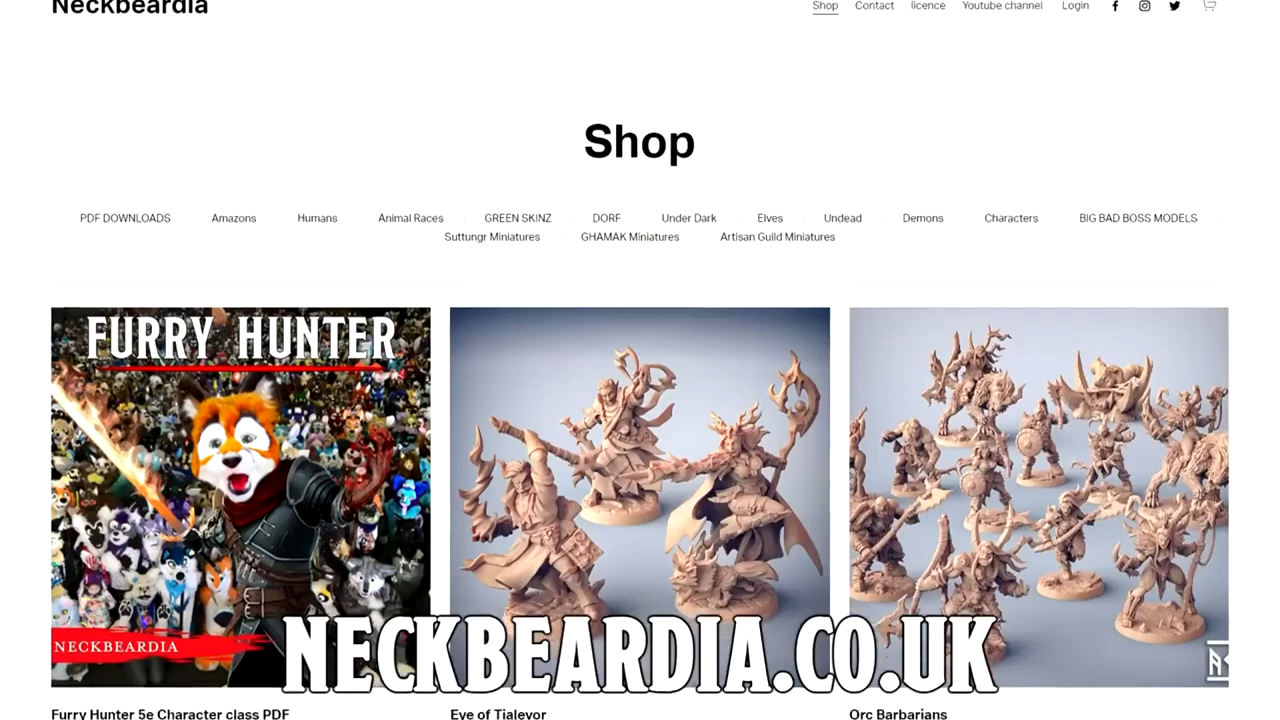 Neckbeardia
Shop Contact licence Youtube channel Login
Shop
PDF DOWNLOADS Amazons Humans Animal Races GREEN SKINZ DORF Under Dark Elves Undead Demons Characters BIG BAD BOSS MODELS
Suttungr Miniatures GHAMAK Miniatures Artisan Guild Miniatures
FURRY HUNTER
NECKBEARDIA
NECKBEARDIA.CO.UK
Furry Hunter 5e Character class PDF
Eye of Tialevor
Orc Barbarians